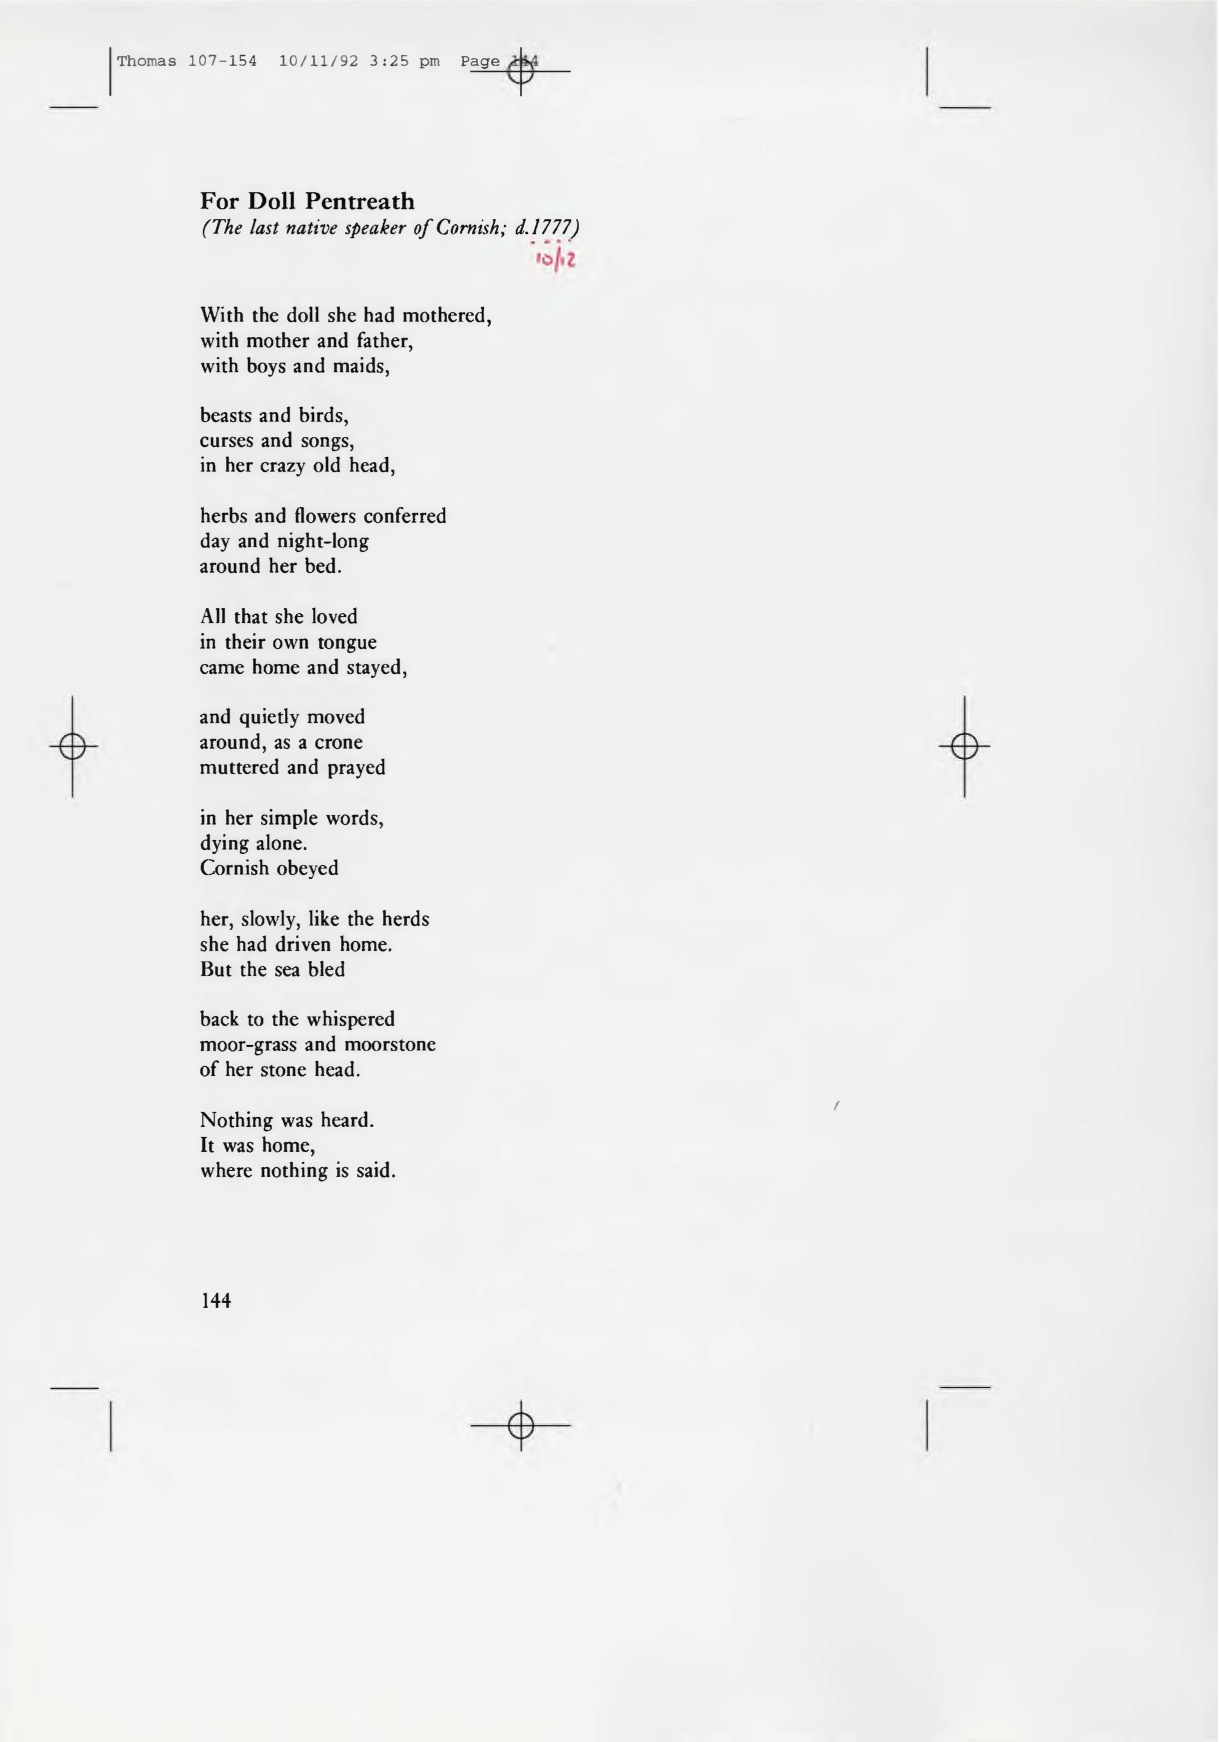 Thomas 107-154 10/11/92 3:25 pm Page 144
For Doll Pentreath
(The last native speaker of Cornish; d.1777)
10/12
With the doll she had mothered,
with mother and father,
with boys and maids,
beasts and birds,
curses and songs,
in her crazy old head,
herbs and flowers conferred
day and night-long
around her bed.
All that she loved
in their own tongue
came home and stayed,
and quietly moved
around, as a crone
muttered and prayed
in her simple words,
dying alone.
Cornish obeyed
her, slowly, like the herds
she had driven home.
But the sea bled
back to the whispered
moor-grass and moorstone
of her stone head.
Nothing was heard.
It was home,
where nothing is said.
144